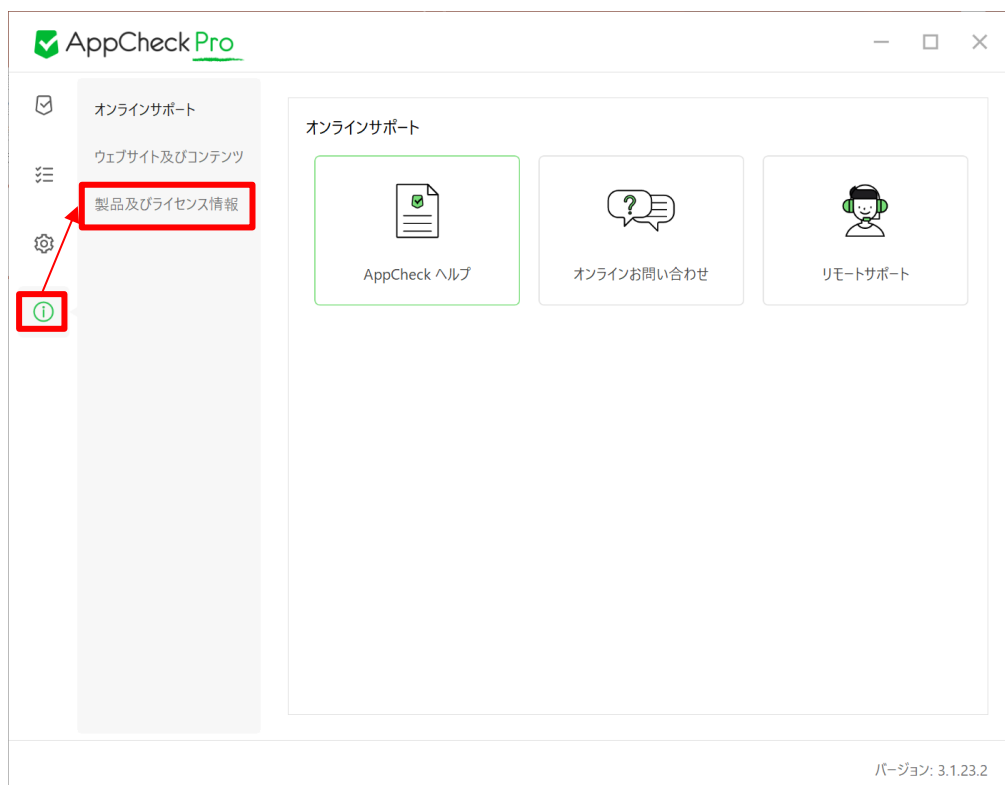 AppCheck Pro
オンラインサポート
ウェブサイト及びコンテンツ
製品及びライセンス情報
オンラインサポート
AppCheck ヘルプ
オンラインお問い合わせ
リモートサポート
バージョン: 3.1.23.2